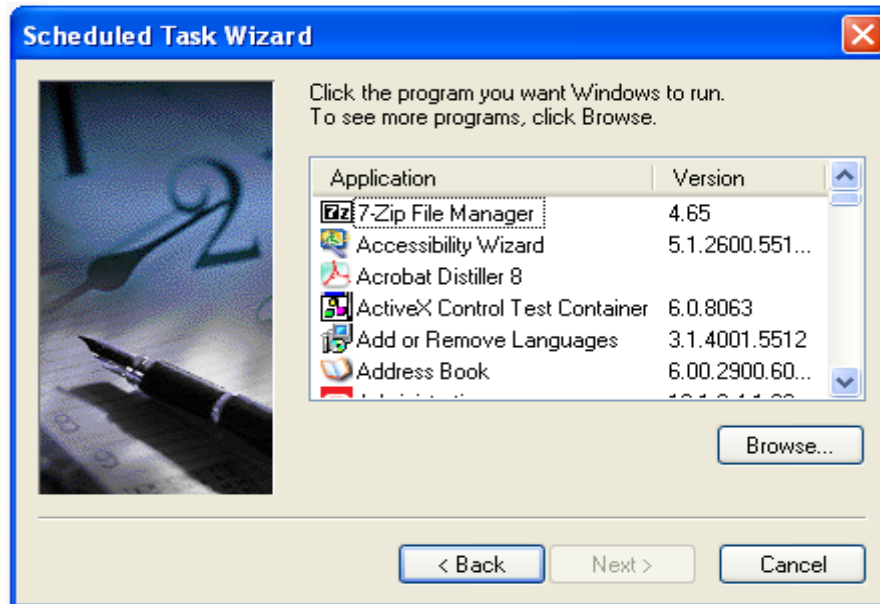 Scheduled Task Wizard
Click the program you want Windows to run.
To see more programs, click Browse.
Application Version
7-Zip File Manager 4.65
Accessibility Wizard 5.1.2600.551...
Acrobat Distiller 8
ActiveX Control Test Container 6.0.8063
Add or Remove Languages 3.1.4001.5512
Address Book 6.00.2900.60...
Browse...
< Back Next > Cancel